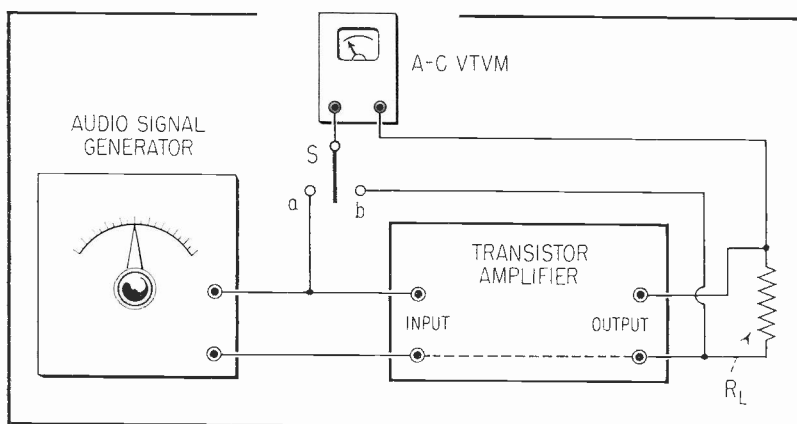 A-C VTVM
AUDIO SIGNAL
GENERATOR
S
a
b
TRANSISTOR
AMPLIFIER
INPUT
OUTPUT
R_L